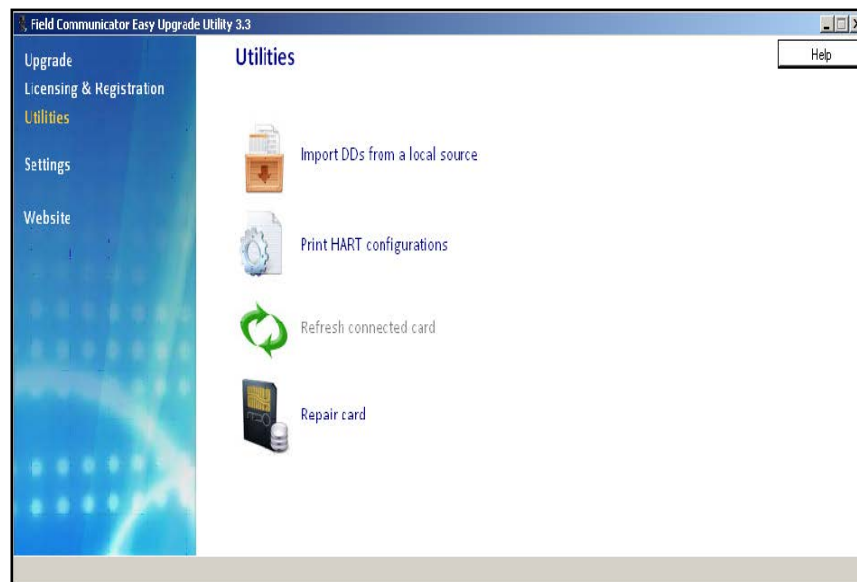 Field Communicator Easy Upgrade Utility 3.3
Upgrade
Licensing & Registration
Utilities
Settings
Website
Utilities
Help
Import DDs from a local source
Print HART configurations
Refresh connected card
Repair card